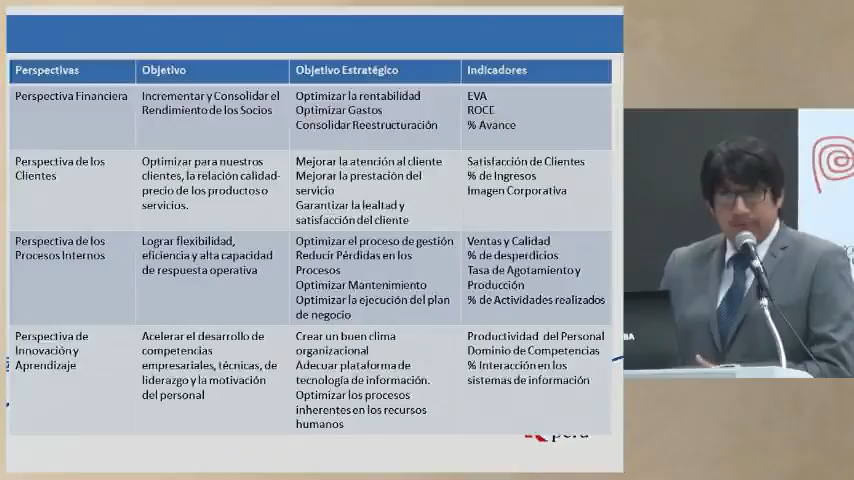 Perspectivas
Objetivo
Objetivo Estratégico
Indicadores
Perspectiva Financiera
Incrementar y Consolidar el
Rendimiento de los Socios
Optimizar la rentabilidad
Optimizar Gastos
Consolidar Reestructuración
EVA
ROCE
% Avance
Perspectiva de los
Clientes
Optimizar para nuestros
clientes, la relación calidad-
precio de los productos o
servicios.
Mejorar la atención al cliente
Mejorar la prestación del
servicio
Garantizar la lealtad y
satisfacción del cliente
Satisfacción de Clientes
% de Ingresos
Imagen Corporativa
Perspectiva de los
Procesos Internos
Lograr flexibilidad,
eficiencia y alta capacidad
de respuesta operativa
Optimizar el proceso de gestión
Reducir Pérdidas en los
Procesos
Optimizar Mantenimiento
Optimizar la ejecución del plan
de negocio
Ventas y Calidad
% de desperdicios
Tasa de Agotamiento y
Producción
% de Actividades realizados
Perspectiva de
Innovación y
Aprendizaje
Acelerar el desarrollo de
competencias
empresariales, técnicas, de
liderazgo y la motivación
del personal
Crear un buen clima
organizacional
Adecuar plataforma de
tecnología de información.
Optimizar los procesos
inherentes en los recursos
humanos
Productividad del Personal
Dominio de Competencias
% Interacción en los
sistemas de información